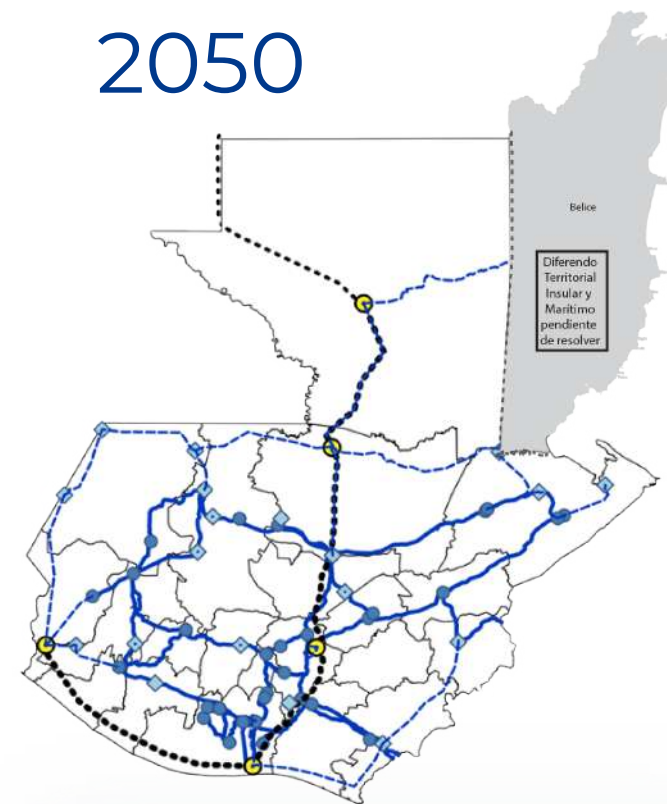 2050
Belice
Diferendo
Territorial
Insular y
Marítimo
pendiente
de resolver